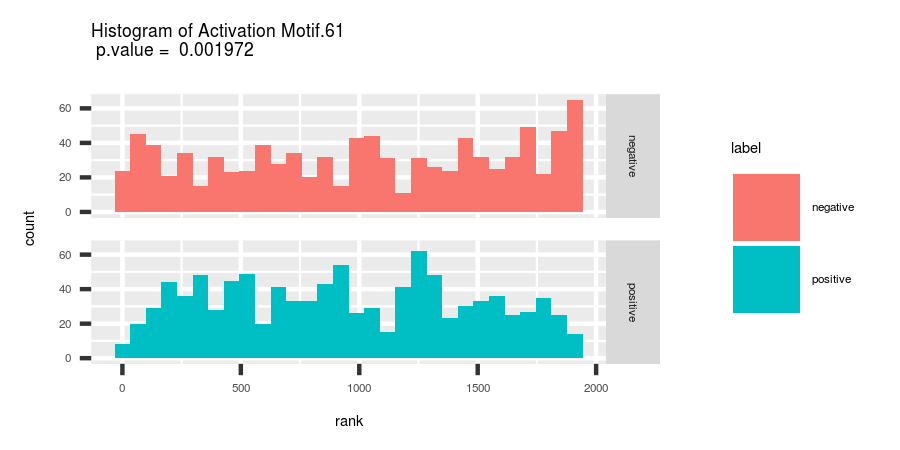 Histogram of Activation Motif.61
p.value = 0.001972
60
40
20
0
negative
60
40
20
0
positive
0 500 1000 1500 2000
rank
count
label
negative
positive